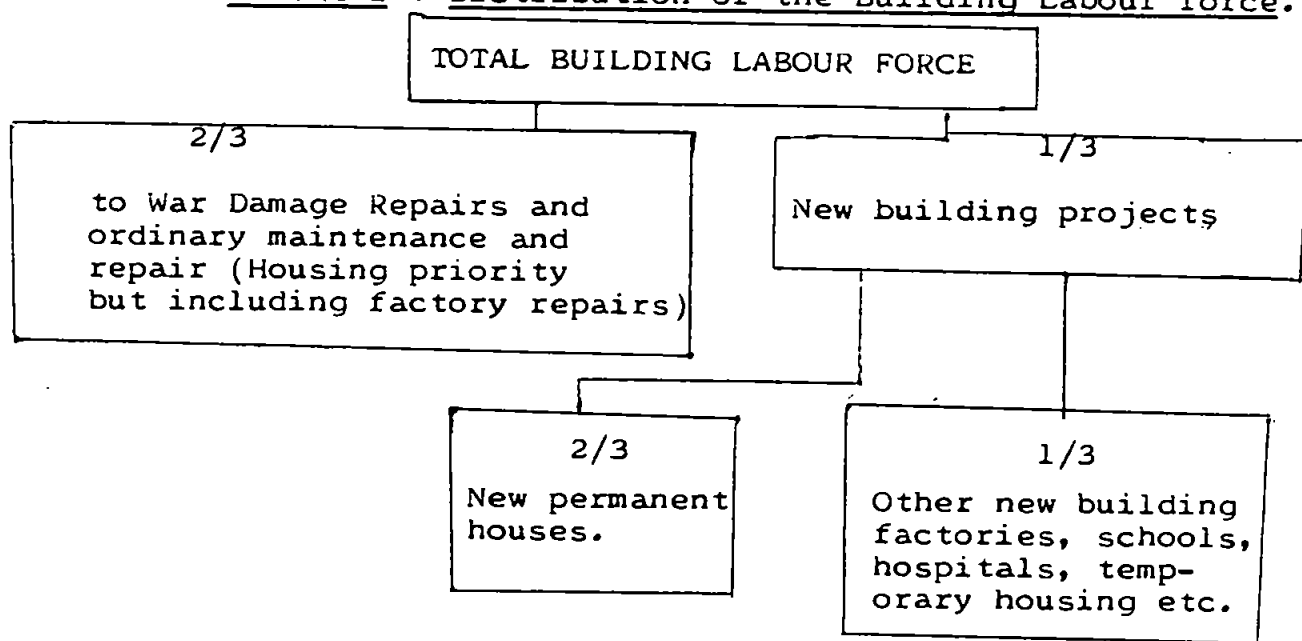 Distribution of the Building Labour force.
TOTAL BUILDING LABOUR FORCE
2/3
to War Damage Repairs and
ordinary maintenance and
repair (Housing priority
but including factory repairs)
1/3
New building projects
2/3
New permanent
houses.
1/3
Other new building
factories, schools,
hospitals, temp-
orary housing etc.